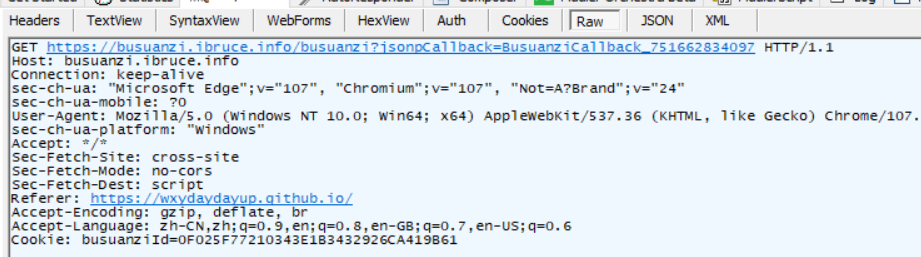 Headers TextView SyntaxView WebForms HexView Auth Cookies Raw JSON XML
GET https://busuanzi.ibruce.info/busuanzi?jsonpCallback=BusuanziCallback_751662834097 HTTP/1.1
Host: busuanzi.ibruce.info
Connection: keep-alive
sec-ch-ua: "Microsoft Edge";v="107", "Chromium";v="107", "Not=A?Brand";v="24"
sec-ch-ua-mobile: ?0
User-Agent: Mozilla/5.0 (Windows NT 10.0; Win64; x64) AppleWebKit/537.36 (KHTML, like Gecko) Chrome/107.
sec-ch-ua-platform: "Windows"
Accept: */*
Sec-Fetch-Site: cross-site
Sec-Fetch-Mode: no-cors
Sec-Fetch-Dest: script
Referer: https://wxydaydayup.github.io/
Accept-Encoding: gzip, deflate, br
Accept-Language: zh-CN,zh;q=0.9,en;q=0.8,en-GB;q=0.7,en-US;q=0.6
Cookie: busuanziId=0F025F77210343E1B3432926CA419B61